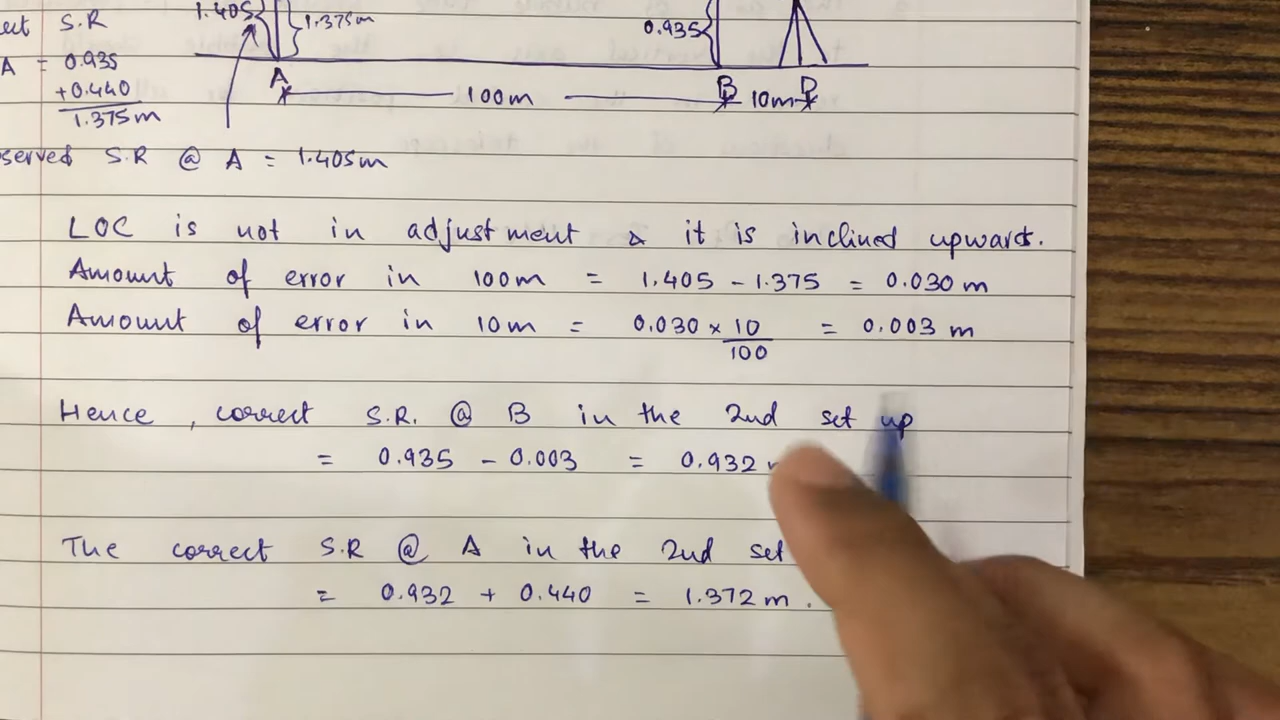 ect S.R
1.405
1.375m
0.935
A = 0.935
+0.440
1.375m
A
100m
B
10m
D
served S.R @ A = 1.405m
LOC is not in adjustment & it is inclined upwards.
Amount of error in 100m = 1.405 - 1.375 = 0.030 m
Amount of error in 10m = 0.030 × 10/100 = 0.003 m
Hence, correct S.R. @ B in the 2nd set up
= 0.935 - 0.003 = 0.932
The correct S.R @ A in the 2nd set
= 0.932 + 0.440 = 1.372 m.